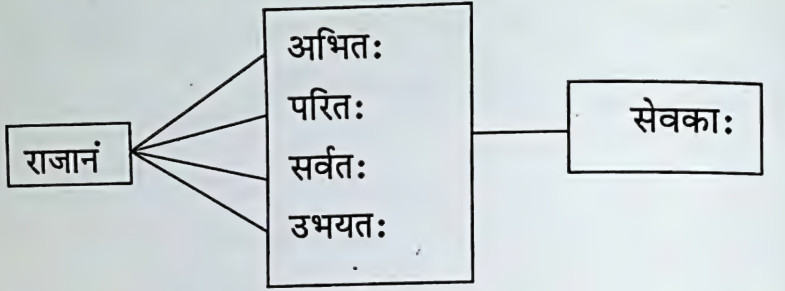 राजानं
अभितः
परितः
सर्वतः
उभयतः
सेवकाः